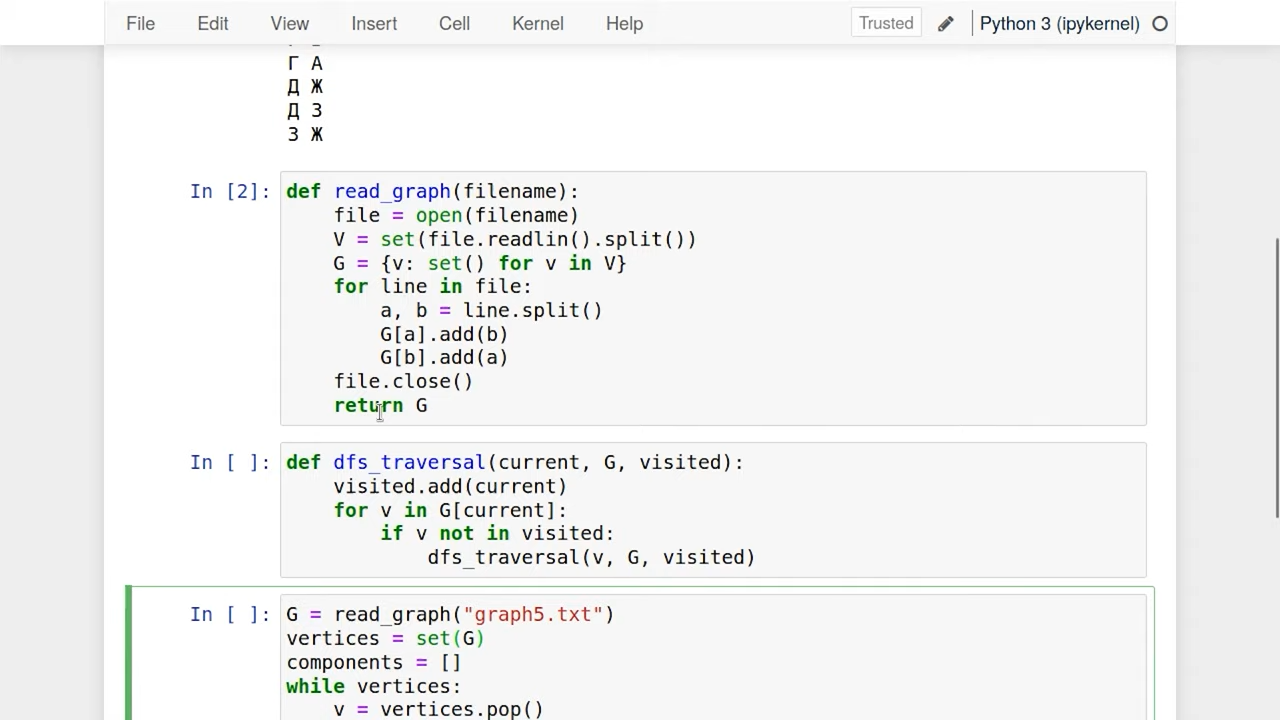 File Edit View Insert Cell Kernel Help Trusted Python 3 (ipykernel)
Г А
Д Ж
Д З
З Ж
In [2]: def read_graph(filename):
    file = open(filename)
    V = set(file.readlin().split())
    G = {v: set() for v in V}
    for line in file:
        a, b = line.split()
        G[a].add(b)
        G[b].add(a)
    file.close()
    return G
In [ ]: def dfs_traversal(current, G, visited):
    visited.add(current)
    for v in G[current]:
        if v not in visited:
            dfs_traversal(v, G, visited)
In [ ]: G = read_graph("graph5.txt")
vertices = set(G)
components = []
while vertices:
    v = vertices.pop()